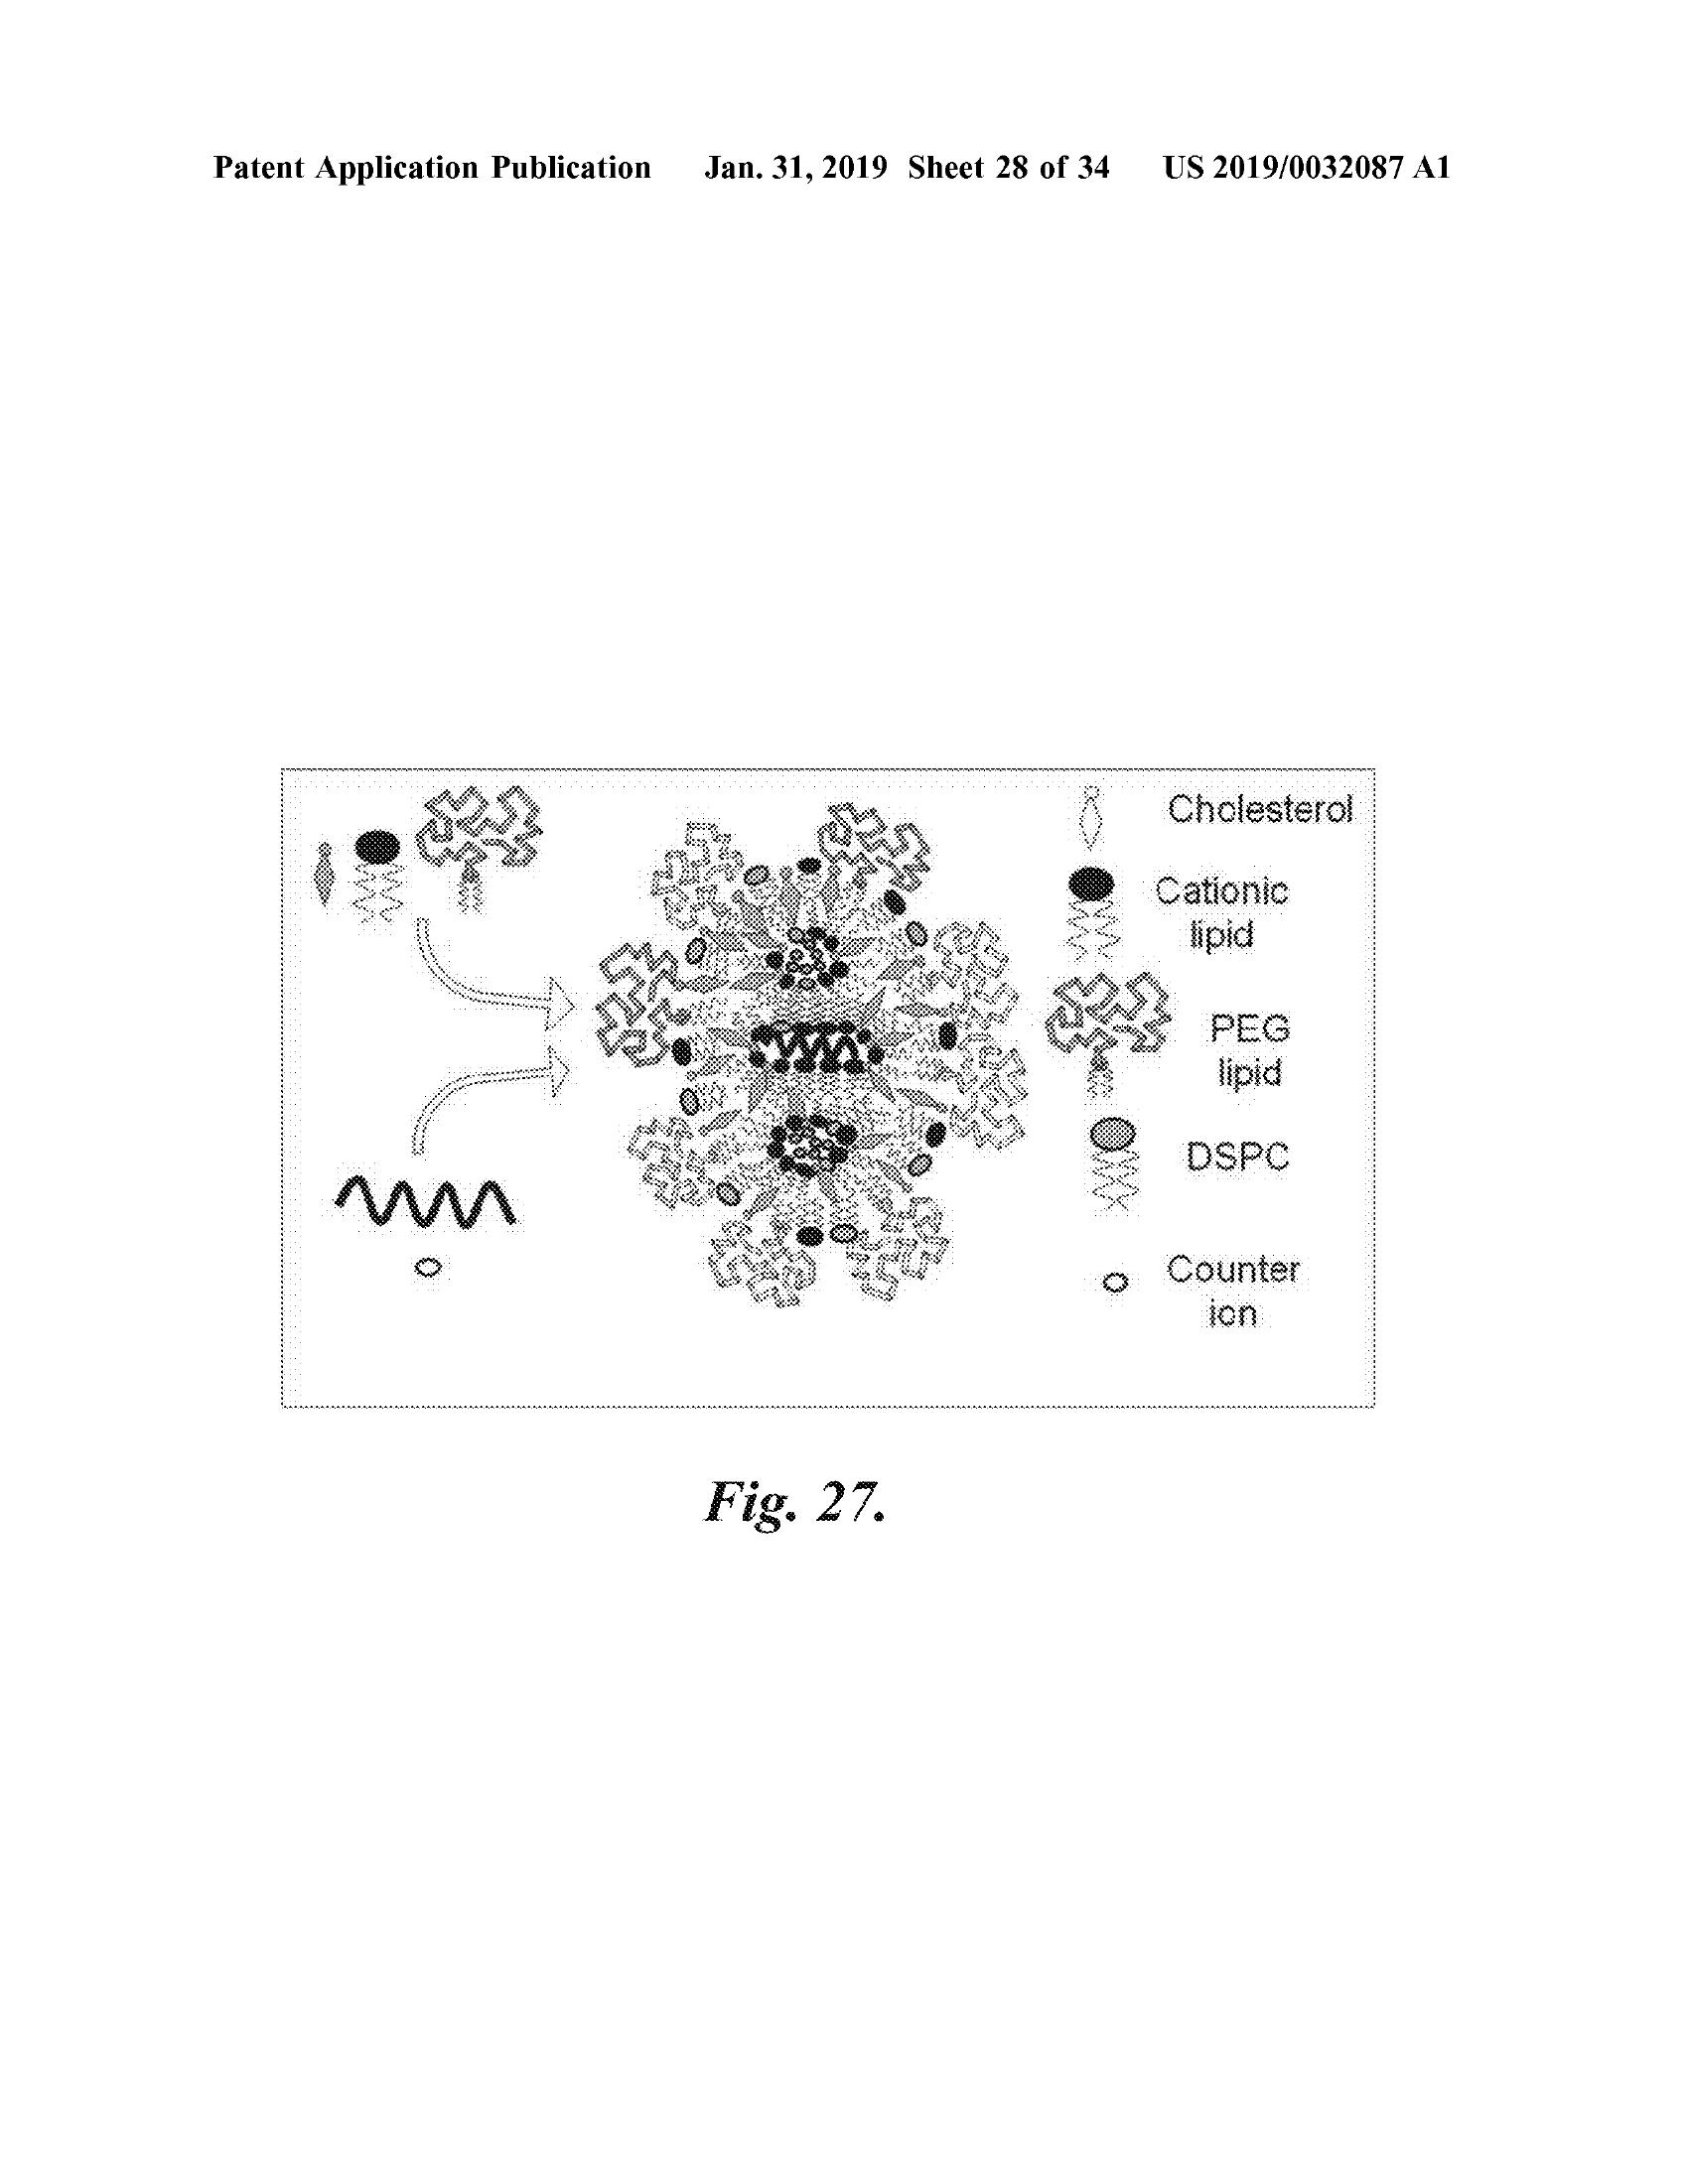 Patent Application Publication Jan. 31, 2019 Sheet 28 of 34 US 2019/0032087 A1
Cholesterol
Cationic
lipid
PEG
lipid
DSPC
Counter
ion
Fig. 27.